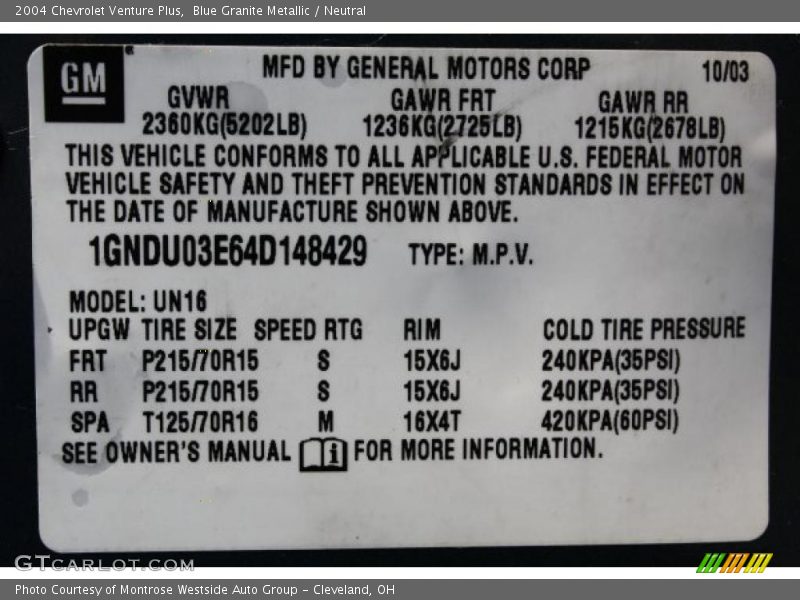 2004 Chevrolet Venture Plus,  Blue Granite Metallic / Neutral
GM
MFD BY GENERAL MOTORS CORP 10/03
GVWR GAWR FRT GAWR RR
2360KG(5202LB) 1236KG(2725LB) 1215KG(2678LB)
THIS VEHICLE CONFORMS TO ALL APPLICABLE U.S. FEDERAL MOTOR
VEHICLE SAFETY AND THEFT PREVENTION STANDARDS IN EFFECT ON
THE DATE OF MANUFACTURE SHOWN ABOVE.
1GNDU03E64D148429 TYPE: M.P.V.
MODEL: UN16
UPGW TIRE SIZE SPEED RTG RIM COLD TIRE PRESSURE
FRT P215/70R15 S 15X6J 240KPA(35PSI)
RR P215/70R15 S 15X6J 240KPA(35PSI)
SPA T125/70R16 M 16X4T 420KPA(60PSI)
SEE OWNER'S MANUAL i FOR MORE INFORMATION.
GTCARLOT.COM
Photo Courtesy of Montrose Westside Auto Group - Cleveland, OH